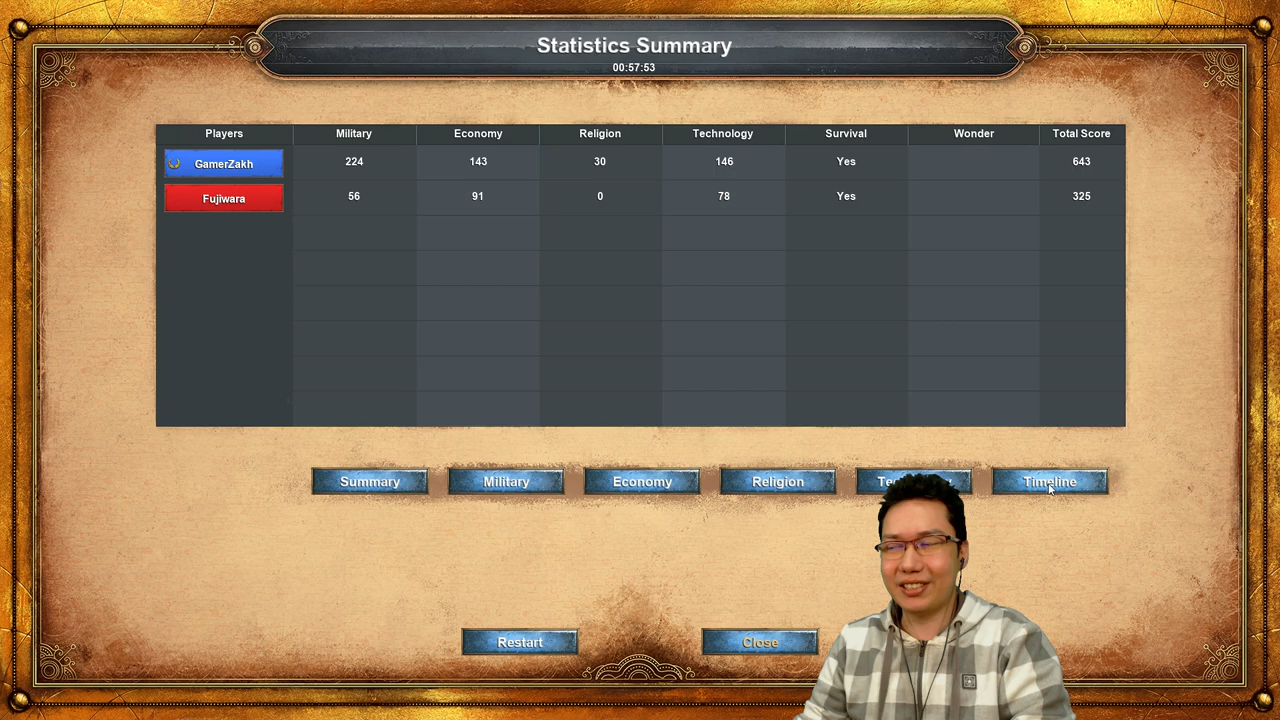 Statistics Summary
00:57:53
Players Military Economy Religion Technology Survival Wonder Total Score
GamerZakh 224 143 30 146 Yes 643
Fujiwara 56 91 0 78 Yes 325
Summary Military Economy Religion Timeline
Restart Close